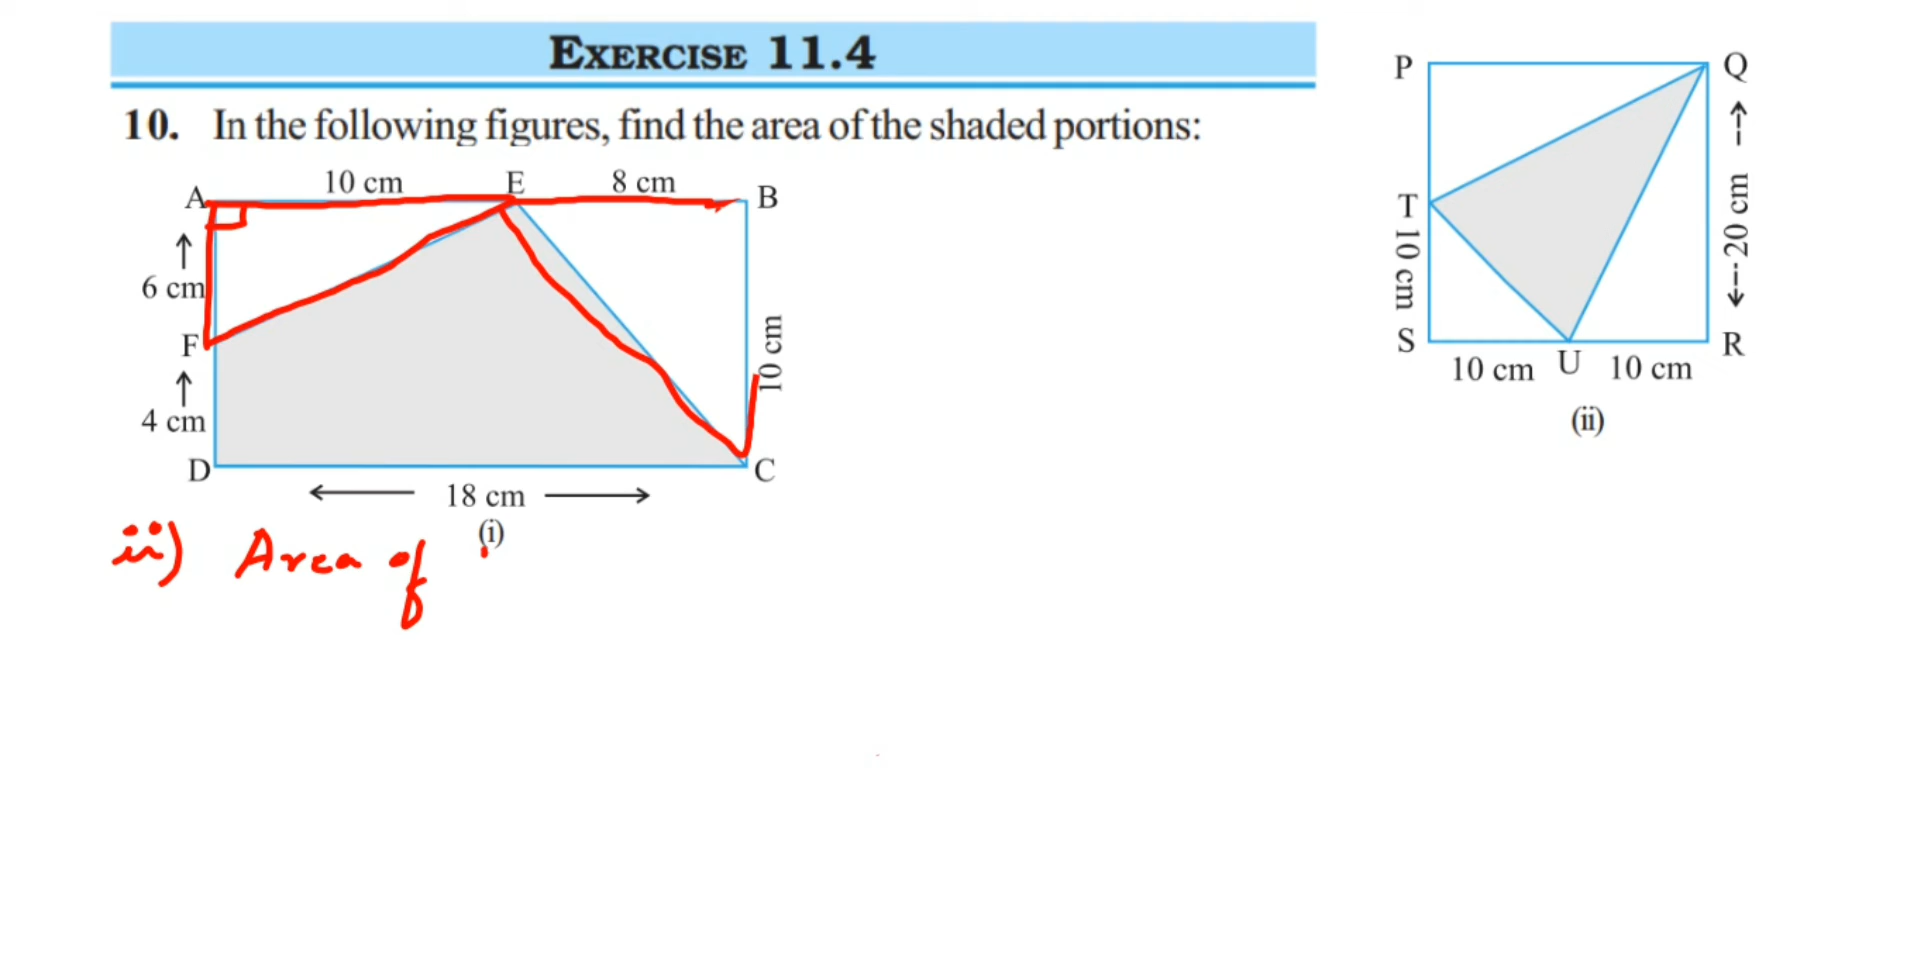 EXERCISE 11.4
10. In the following figures, find the area of the shaded portions:
A 10 cm E 8 cm B
6 cm
F
4 cm
10 cm
D C
18 cm
(i)
P Q
T
10 cm
20 cm
S R
10 cm U 10 cm
(ii)
ii) Area of